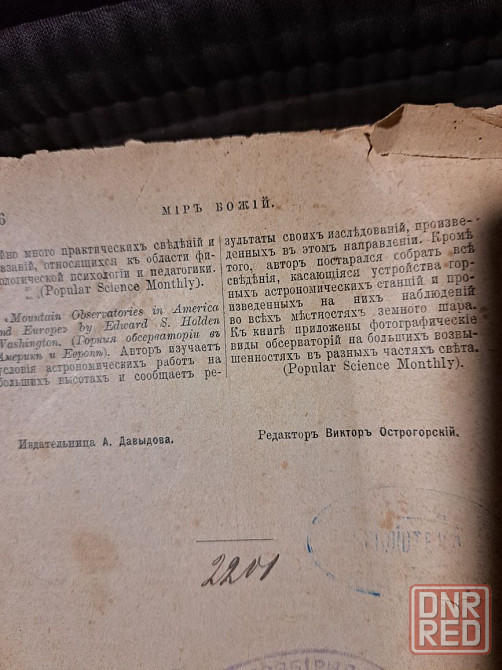 6
МІРЪ БОЖІЙ.
много практическихъ свѣдѣній и
указаній, относящихся къ области фи-
ологической психологіи и педагогики.
(Popular Science Monthly).
«Mountain Observatories in America
and Europe» by Edward S. Holden
Washington. (Горныя обсерваторіи въ
Америкѣ и Европѣ). Авторъ изучаетъ
условія астрономическихъ работъ на
большихъ высотахъ и сообщаетъ ре-
зультаты своихъ изслѣдованій, произве-
денныхъ въ этомъ направленіи. Кромѣ
того, авторъ постарался собрать всѣ
свѣдѣнія, касающіяся устройства гор-
ныхъ астрономическихъ станцій и про-
изведенныхъ на нихъ наблюденій
во всѣхъ мѣстностяхъ земного шара.
Къ книгѣ приложены фотографическіе
виды обсерваторій на большихъ возвы-
шенностяхъ въ разныхъ частяхъ свѣта.
(Popular Science Monthly).
Издательница А. Давыдова.
Редакторъ Викторъ Острогорскій.
2201
DNR
RED